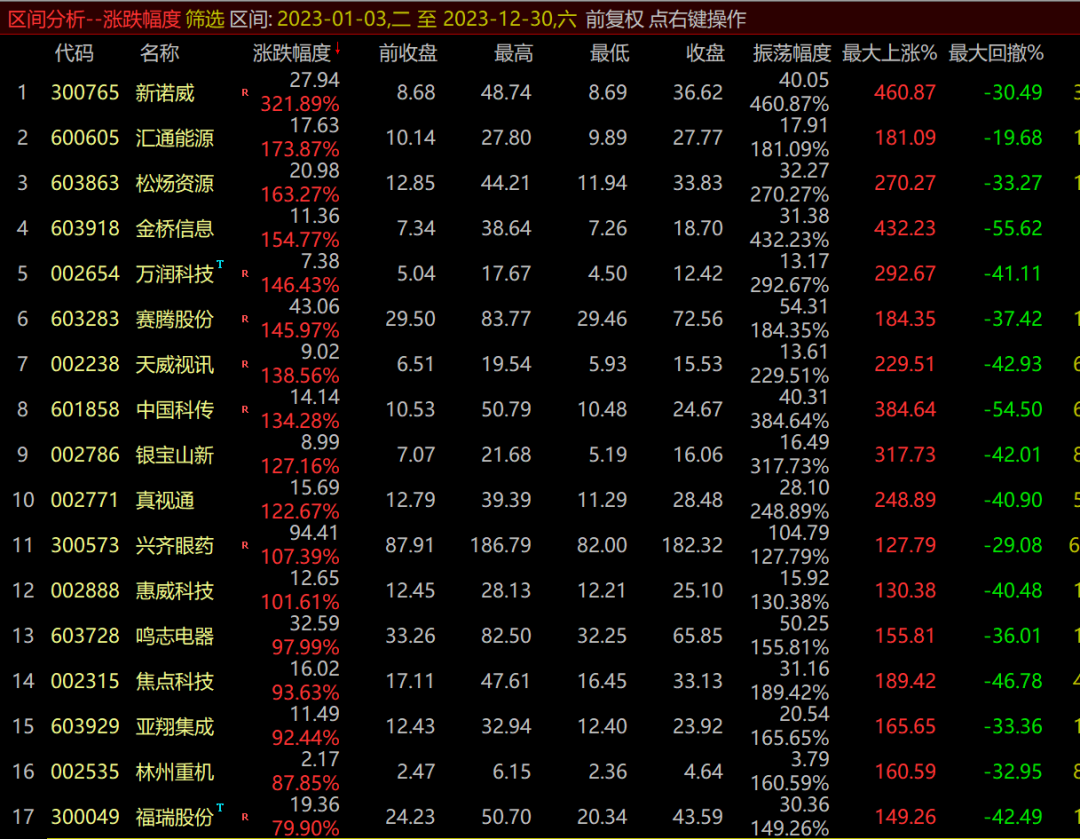 区间分析--涨跌幅度 筛选 区间: 2023-01-03,二 至 2023-12-30,六 前复权 点右键操作
代码 名称 涨跌幅度↓ 前收盘 最高 最低 收盘 振荡幅度 最大上涨% 最大回撤%
1 300765 新诺威 R 27.94 321.89% 8.68 48.74 8.69 36.62 40.05 460.87% 460.87 -30.49
2 600605 汇通能源 17.63 173.87% 10.14 27.80 9.89 27.77 17.91 181.09% 181.09 -19.68
3 603863 松炀资源 20.98 163.27% 12.85 44.21 11.94 33.83 32.27 270.27% 270.27 -33.27
4 603918 金桥信息 11.36 154.77% 7.34 38.64 7.26 18.70 31.38 432.23% 432.23 -55.62
5 002654 万润科技T R 7.38 146.43% 5.04 17.67 4.50 12.42 13.17 292.67% 292.67 -41.11
6 603283 赛腾股份 R 43.06 145.97% 29.50 83.77 29.46 72.56 54.31 184.35% 184.35 -37.42
7 002238 天威视讯 R 9.02 138.56% 6.51 19.54 5.93 15.53 13.61 229.51% 229.51 -42.93
8 601858 中国科传 R 14.14 134.28% 10.53 50.79 10.48 24.67 40.31 384.64% 384.64 -54.50
9 002786 银宝山新 8.99 127.16% 7.07 21.68 5.19 16.06 16.49 317.73% 317.73 -42.01
10 002771 真视通 15.69 122.67% 12.79 39.39 11.29 28.48 28.10 248.89% 248.89 -40.90
11 300573 兴齐眼药 R 94.41 107.39% 87.91 186.79 82.00 182.32 104.79 127.79% 127.79 -29.08
12 002888 惠威科技 12.65 101.61% 12.45 28.13 12.21 25.10 15.92 130.38% 130.38 -40.48
13 603728 鸣志电器 32.59 97.99% 33.26 82.50 32.25 65.85 50.25 155.81% 155.81 -36.01
14 002315 焦点科技 16.02 93.63% 17.11 47.61 16.45 33.13 31.16 189.42% 189.42 -46.78
15 603929 亚翔集成 11.49 92.44% 12.43 32.94 12.40 23.92 20.54 165.65% 165.65 -33.36
16 002535 林州重机 2.17 87.85% 2.47 6.15 2.36 4.64 3.79 160.59% 160.59 -32.95
17 300049 福瑞股份T R 19.36 79.90% 24.23 50.70 20.34 43.59 30.36 149.26% 149.26 -42.49